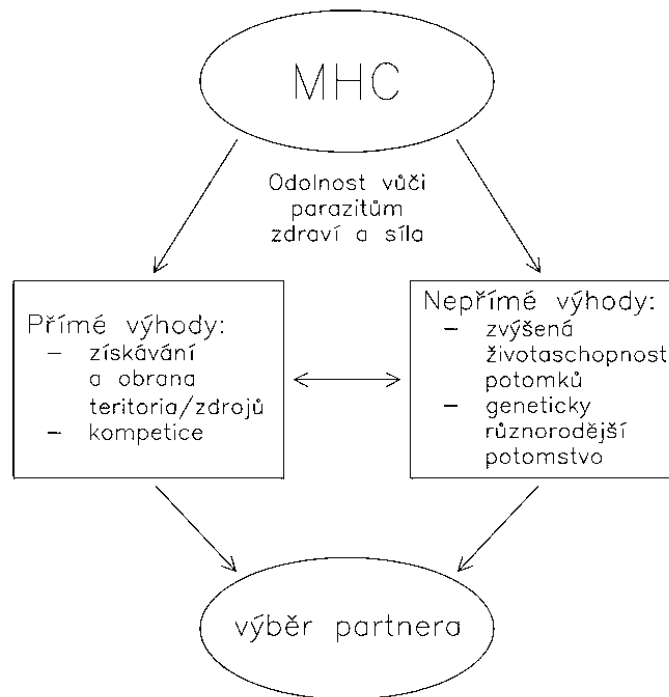 MHC
Odolnost vůči
parazitům
zdraví a síla
Přímé výhody:
– získávání
a obrana
teritoria/zdrojů
– kompetice
Nepřímé výhody:
– zvýšená
životaschopnost
potomků
– geneticky
různorodější
potomstvo
výběr partnera